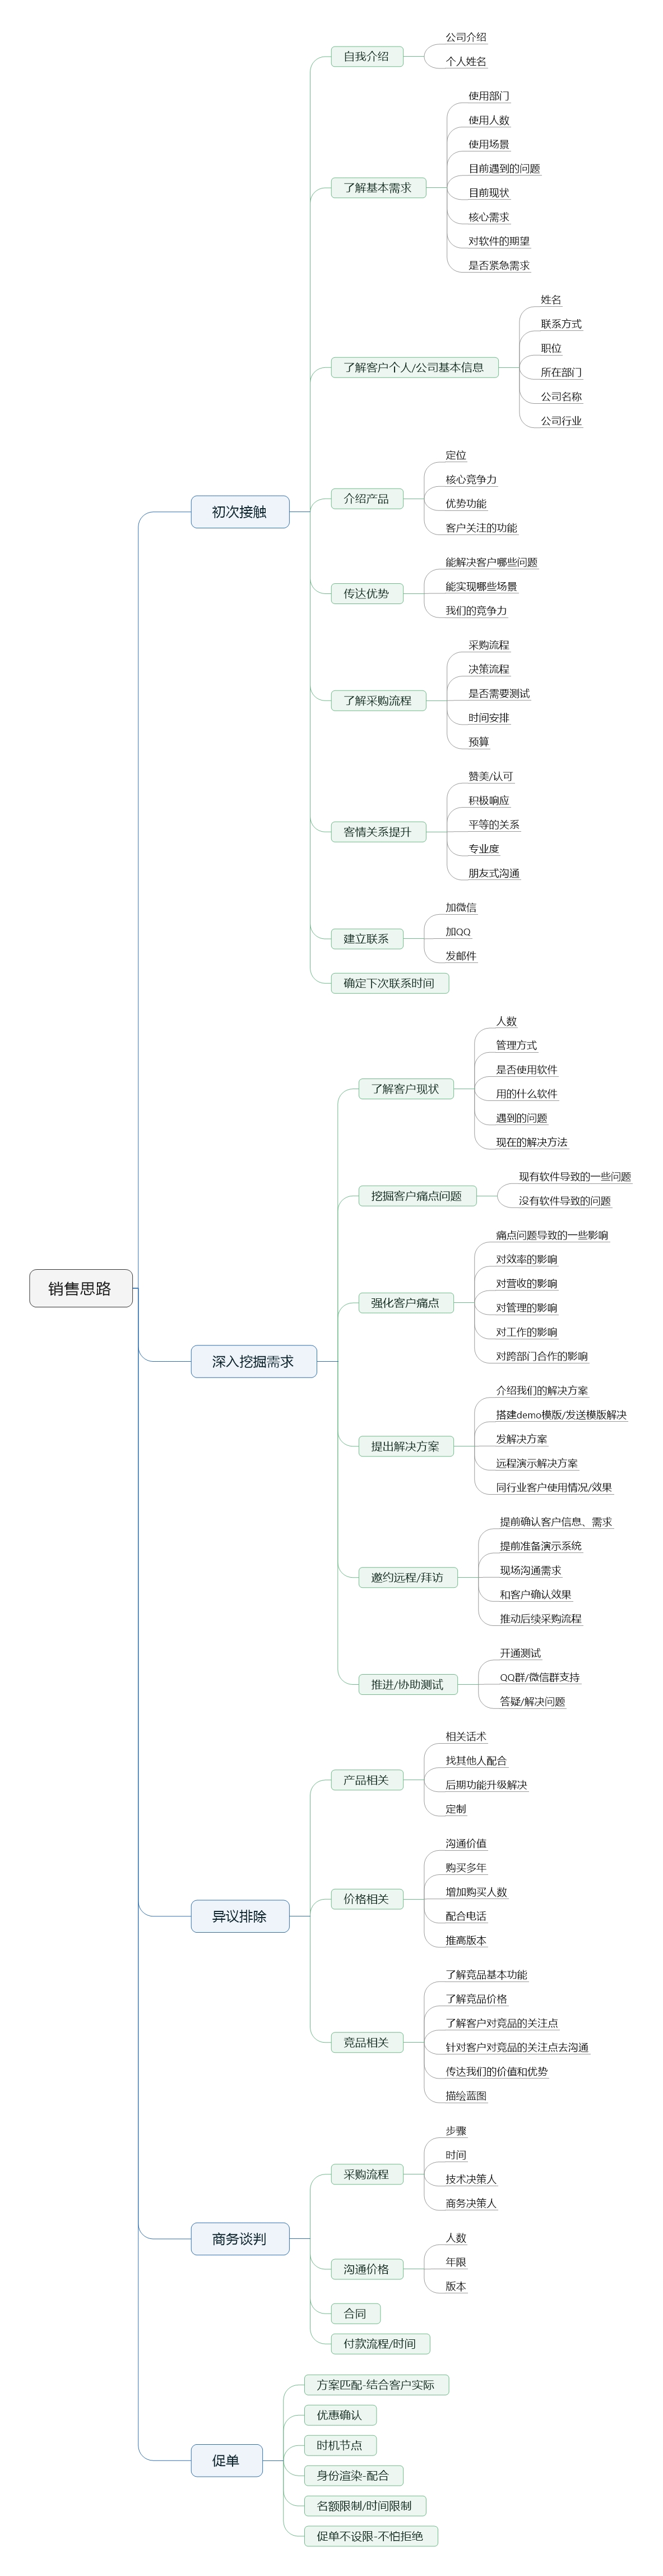 销售思路
初次接触
自我介绍
公司介绍
个人姓名
了解基本需求
使用部门
使用人数
使用场景
目前遇到的问题
目前现状
核心需求
对软件的期望
是否紧急需求
了解客户个人/公司基本信息
姓名
联系方式
职位
所在部门
公司名称
公司行业
介绍产品
定位
核心竞争力
优势功能
客户关注的功能
传达优势
能解决客户哪些问题
能实现哪些场景
我们的竞争力
了解采购流程
采购流程
决策流程
是否需要测试
时间安排
预算
客情关系提升
赞美/认可
积极响应
平等的关系
专业度
朋友式沟通
建立联系
加微信
加QQ
发邮件
确定下次联系时间
深入挖掘需求
了解客户现状
人数
管理方式
是否使用软件
用的什么软件
遇到的问题
现在的解决方法
挖掘客户痛点问题
现有软件导致的一些问题
没有软件导致的问题
强化客户痛点
痛点问题导致的一些影响
对效率的影响
对营收的影响
对管理的影响
对工作的影响
对跨部门合作的影响
提出解决方案
介绍我们的解决方案
搭建demo模版/发送模版解决
发解决方案
远程演示解决方案
同行业客户使用情况/效果
邀约远程/拜访
提前确认客户信息、需求
提前准备演示系统
现场沟通需求
和客户确认效果
推动后续采购流程
推进/协助测试
开通测试
QQ群/微信群支持
答疑/解决问题
异议排除
产品相关
相关话术
找其他人配合
后期功能升级解决
定制
价格相关
沟通价值
购买多年
增加购买人数
配合电话
推高版本
竞品相关
了解竞品基本功能
了解竞品价格
了解客户对竞品的关注点
针对客户对竞品的关注点去沟通
传达我们的价值和优势
描绘蓝图
商务谈判
采购流程
步骤
时间
技术决策人
商务决策人
沟通价格
人数
年限
版本
合同
付款流程/时间
促单
方案匹配-结合客户实际
优惠确认
时机节点
身份渲染-配合
名额限制/时间限制
促单不设限-不怕拒绝